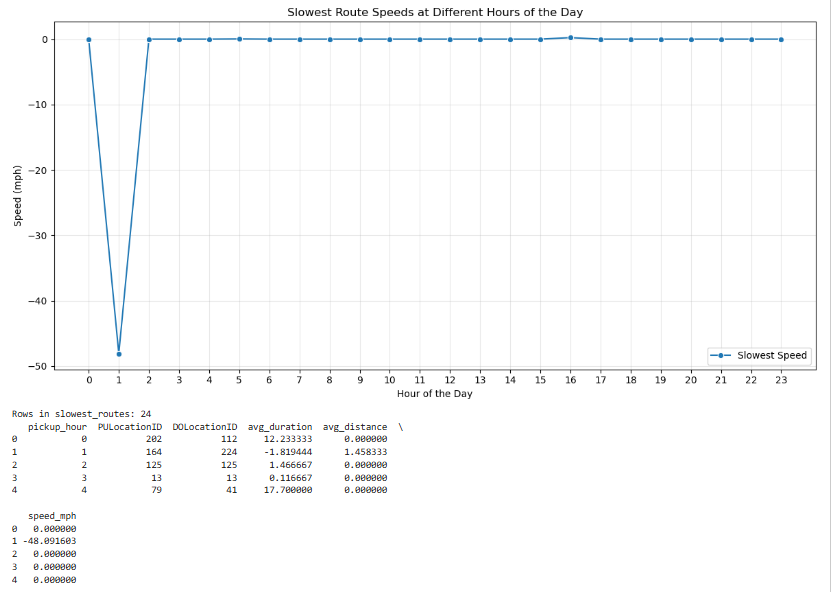 Slowest Route Speeds at Different Hours of the Day
0
−10
−20
−30
−40
−50
Speed (mph)
Slowest Speed
0 1 2 3 4 5 6 7 8 9 10 11 12 13 14 15 16 17 18 19 20 21 22 23
Hour of the Day
Rows in slowest_routes: 24
pickup_hour PULocationID DOLocationID avg_duration avg_distance \
0 0 202 112 12.233333 0.000000
1 1 164 224 -1.819444 1.458333
2 2 125 125 1.466667 0.000000
3 3 13 13 0.116667 0.000000
4 4 79 41 17.700000 0.000000
speed_mph
0 0.000000
1 -48.091603
2 0.000000
3 0.000000
4 0.000000